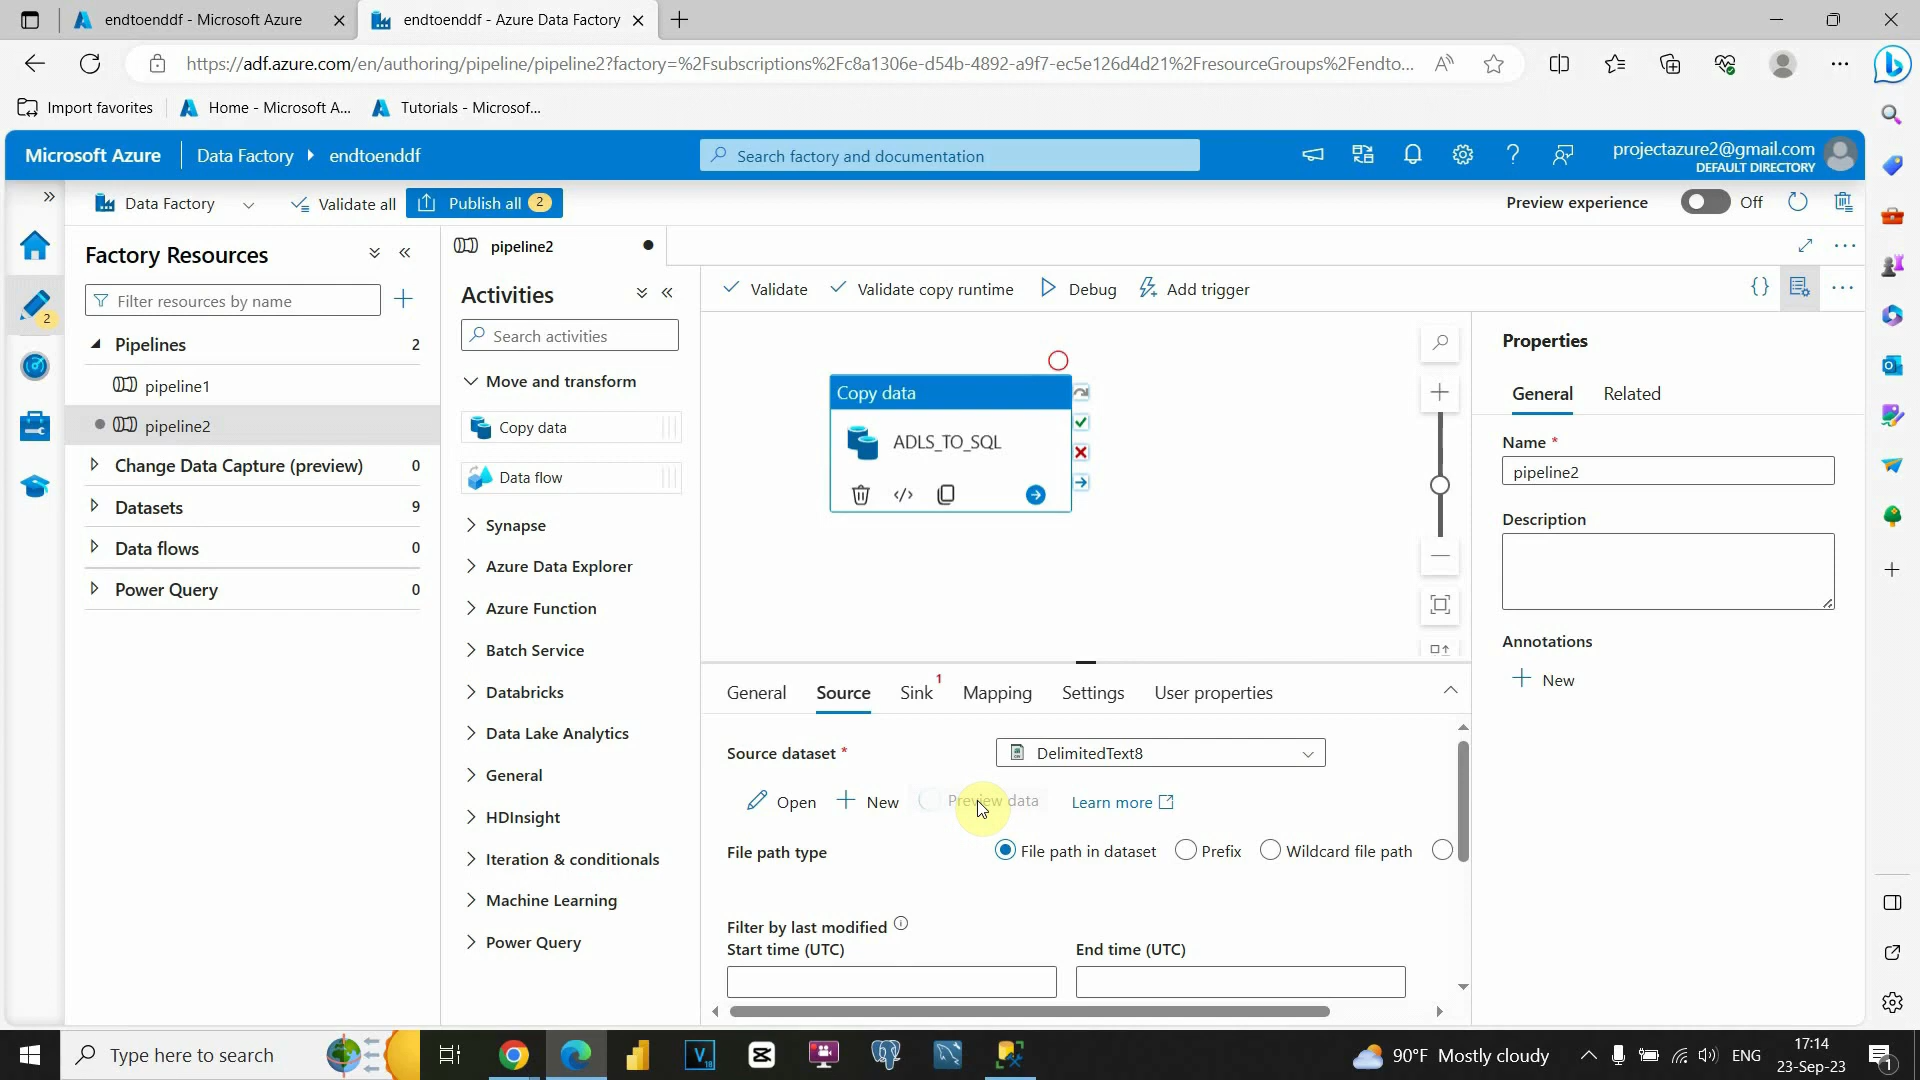 endtoenddf - Microsoft Azure
endtoenddf - Azure Data Factory
https://adf.azure.com/en/authoring/pipeline/pipeline2?factory=%2Fsubscriptions%2Fc8a1306e-d54b-4892-a9f7-ec5e126d4d21%2FresourceGroups%2Fendto...
Import favorites
Home - Microsoft A...
Tutorials - Microsof...
Microsoft Azure
Data Factory
endtoenddf
Search factory and documentation
projectazure2@gmail.com
DEFAULT DIRECTORY
Data Factory
Validate all
Publish all 2
Preview experience
Off
2
Factory Resources
Filter resources by name
Pipelines 2
pipeline1
pipeline2
Change Data Capture (preview) 0
Datasets 9
Data flows 0
Power Query 0
pipeline2
Activities
Search activities
Move and transform
Copy data
Data flow
Synapse
Azure Data Explorer
Azure Function
Batch Service
Databricks
Data Lake Analytics
General
HDInsight
Iteration & conditionals
Machine Learning
Power Query
Validate
Validate copy runtime
Debug
Add trigger
Copy data
ADLS_TO_SQL
General
Source
Sink 1
Mapping
Settings
User properties
Source dataset *
DelimitedText8
Open
New
Preview data
Learn more
File path type
File path in dataset
Prefix
Wildcard file path
Filter by last modified
Start time (UTC)
End time (UTC)
Properties
General
Related
Name *
pipeline2
Description
Annotations
New
Type here to search
90°F Mostly cloudy
ENG
17:14
23-Sep-23
1